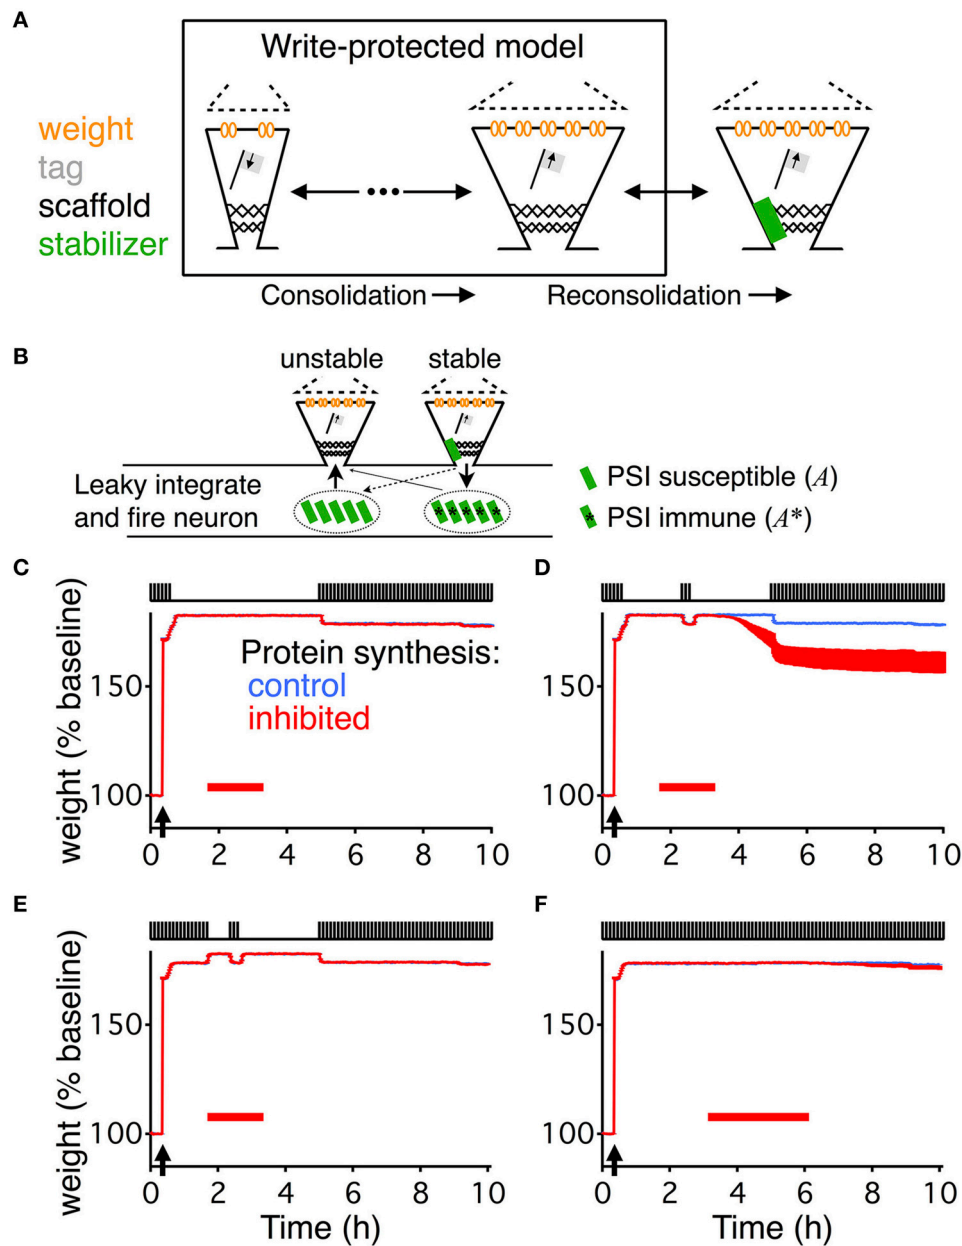 A
Write-protected model
weight
tag
scaffold
stabilizer
Consolidation
Reconsolidation
B
unstable
stable
Leaky integrate
and fire neuron
PSI susceptible (A)
PSI immune (A*)
C
D
Protein synthesis:
control
inhibited
weight (% baseline)
150
100
0 2 4 6 8 10
150
100
0 2 4 6 8 10
E
F
weight (% baseline)
150
100
0 2 4 6 8 10
Time (h)
150
100
0 2 4 6 8 10
Time (h)